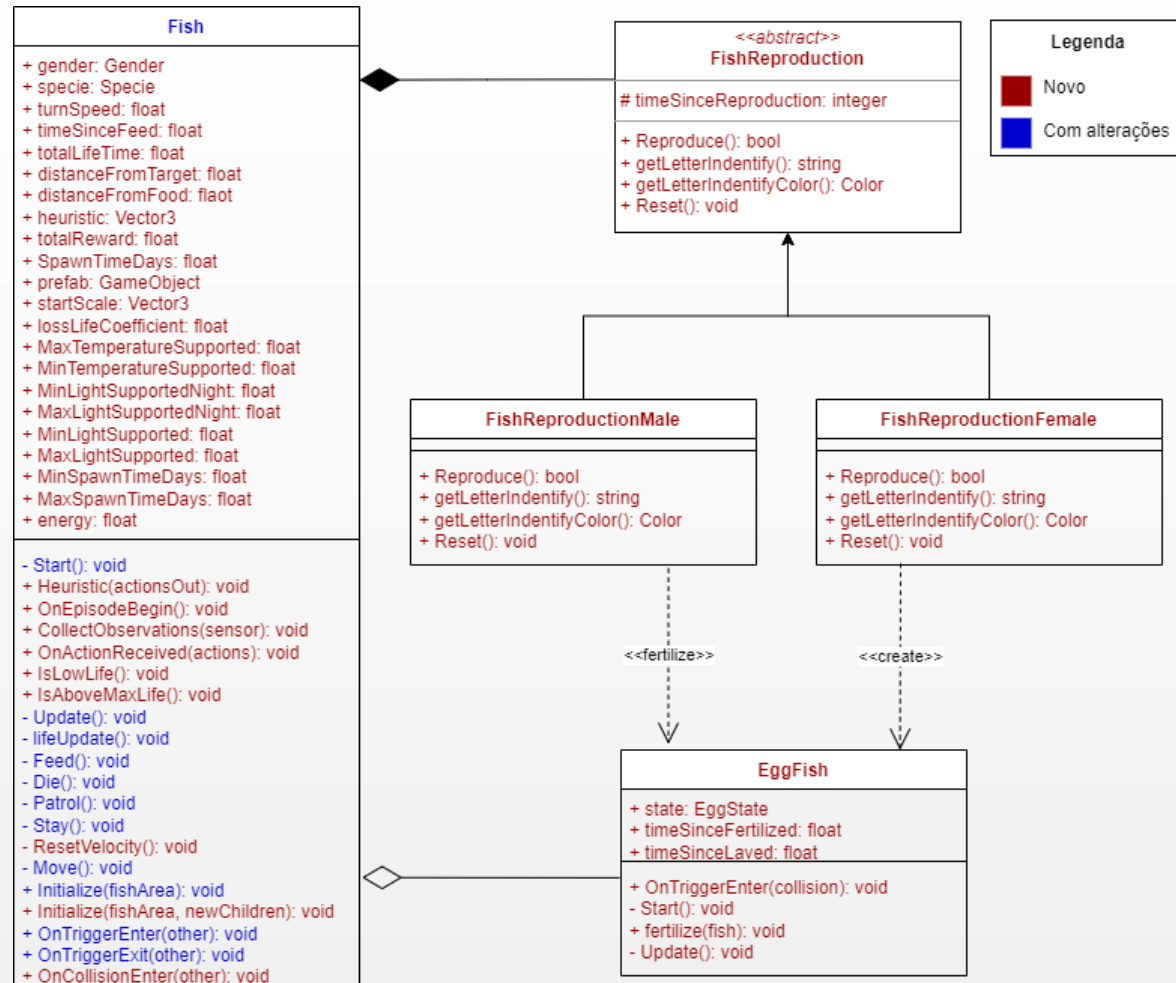 Fish
+ gender: Gender
+ specie: Specie
+ turnSpeed: float
+ timeSinceFeed: float
+ totalLifeTime: float
+ distanceFromTarget: float
+ distanceFromFood: flaot
+ heuristic: Vector3
+ totalReward: float
+ SpawnTimeDays: float
+ prefab: GameObject
+ startScale: Vector3
+ lossLifeCoefficient: float
+ MaxTemperatureSupported: float
+ MinTemperatureSupported: float
+ MinLightSupportedNight: float
+ MaxLightSupportedNight: float
+ MinLightSupported: float
+ MaxLightSupported: float
+ MinSpawnTimeDays: float
+ MaxSpawnTimeDays: float
+ energy: float
- Start(): void
+ Heuristic(actionsOut): void
+ OnEpisodeBegin(): void
+ CollectObservations(sensor): void
+ OnActionReceived(actions): void
+ IsLowLife(): void
+ IsAboveMaxLife(): void
- Update(): void
- lifeUpdate(): void
- Feed(): void
- Die(): void
- Patrol(): void
- Stay(): void
- ResetVelocity(): void
- Move(): void
+ Initialize(fishArea): void
+ Initialize(fishArea, newChildren): void
+ OnTriggerEnter(other): void
+ OnTriggerExit(other): void
+ OnCollisionEnter(other): void
<<abstract>>
FishReproduction
# timeSinceReproduction: integer
+ Reproduce(): bool
+ getLetterIndentify(): string
+ getLetterIndentifyColor(): Color
+ Reset(): void
Legenda
Novo
Com alterações
FishReproductionMale
+ Reproduce(): bool
+ getLetterIndentify(): string
+ getLetterIndentifyColor(): Color
+ Reset(): void
FishReproductionFemale
+ Reproduce(): bool
+ getLetterIndentify(): string
+ getLetterIndentifyColor(): Color
+ Reset(): void
<<fertilize>>
<<create>>
EggFish
+ state: EggState
+ timeSinceFertilized: float
+ timeSinceLaved: float
+ OnTriggerEnter(collision): void
- Start(): void
+ fertilize(fish): void
- Update(): void